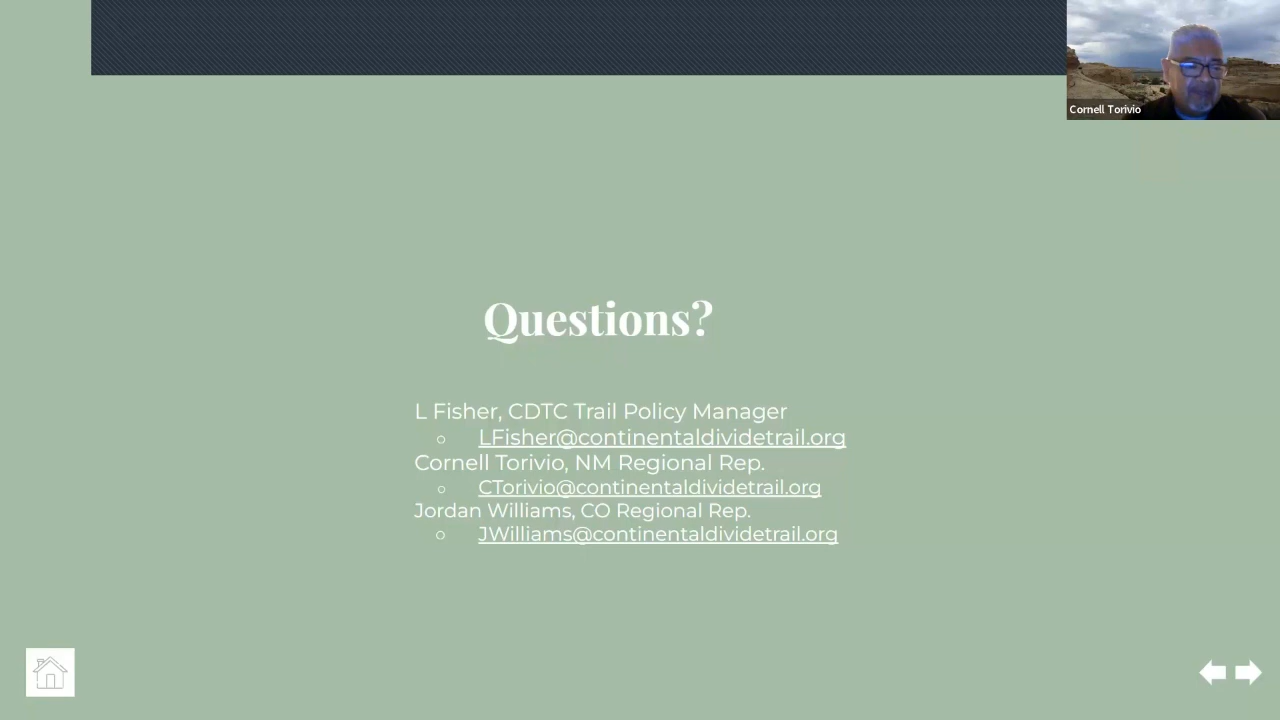 Cornell Torivio
Questions?
L Fisher, CDTC Trail Policy Manager
○ LFisher@continentaldividetrail.org
Cornell Torivio, NM Regional Rep.
○ CTorivio@continentaldividetrail.org
Jordan Williams, CO Regional Rep.
○ JWilliams@continentaldividetrail.org